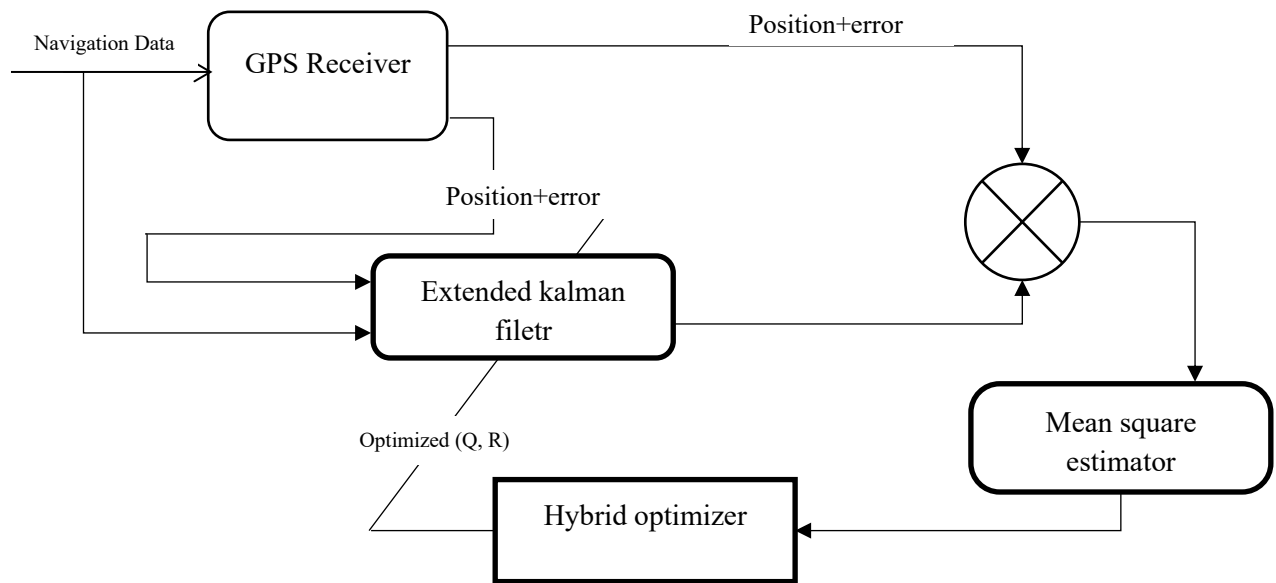 Position+error
Navigation Data
GPS Receiver
Position+error
Extended kalman
filetr
Mean square
estimator
Optimized (Q, R)
Hybrid optimizer